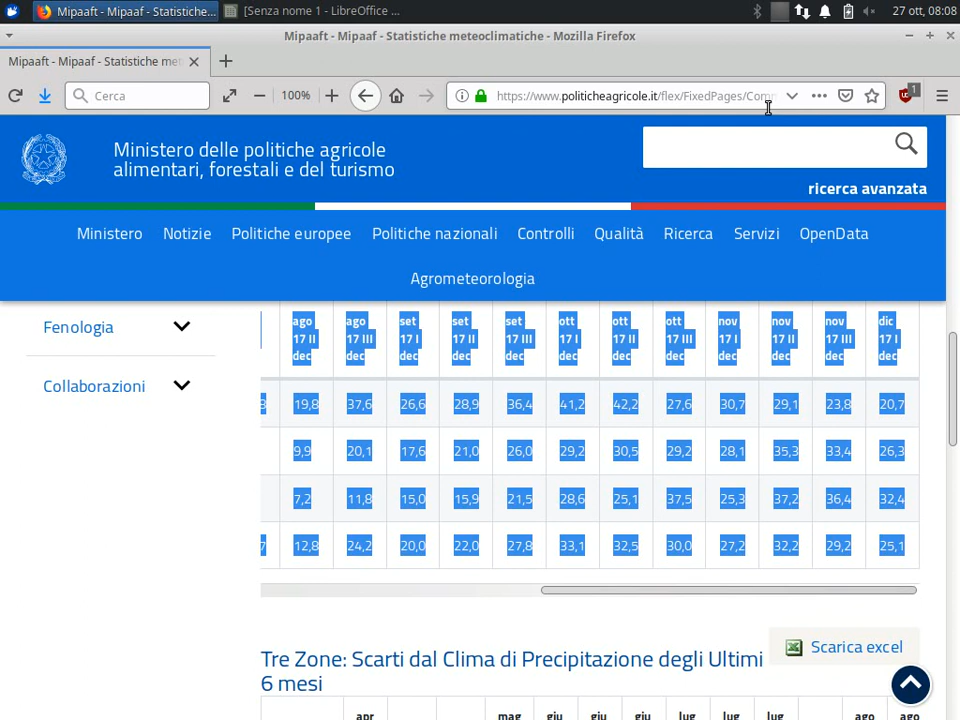 Mipaaft - Mipaaf - Statistiche...
[Senza nome 1 - LibreOffice ...
27 ott, 08:08
Mipaaft - Mipaaf - Statistiche meteoclimatiche - Mozilla Firefox
Mipaaft - Mipaaf - Statistiche met
Cerca
100%
https://www.politicheagricole.it/flex/FixedPages/Com
1
Ministero delle politiche agricole
alimentari, forestali e del turismo
ricerca avanzata
Ministero Notizie Politiche europee Politiche nazionali Controlli Qualità Ricerca Servizi OpenData
Agrometeorologia
Fenologia
Collaborazioni
ago 17 II dec
ago 17 III dec
set 17 I dec
set 17 II dec
set 17 III dec
ott 17 I dec
ott 17 II dec
ott 17 III dec
nov 17 I dec
nov 17 II dec
nov 17 III dec
dic 17 I dec
8 19,8 37,6 26,6 28,9 36,4 41,2 42,2 27,6 30,7 29,1 23,8 20,7
9,9 20,1 17,6 21,0 26,0 29,2 30,5 29,2 28,1 35,3 33,4 26,3
7,2 11,8 15,0 15,9 21,5 28,6 25,1 37,5 25,3 37,2 36,4 32,4
7 12,8 24,2 20,0 22,0 27,8 33,1 32,5 30,0 27,2 32,2 29,2 25,1
Scarica excel
Tre Zone: Scarti dal Clima di Precipitazione degli Ultimi
6 mesi
apr mag giu giu giu lug lug lug ago ago